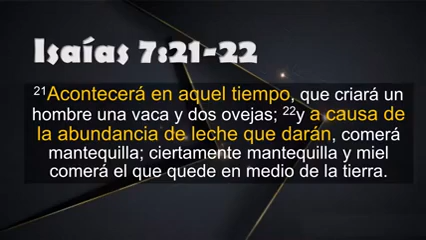 Isaías 7:21-22
²¹Acontecerá en aquel tiempo, que criará un
hombre una vaca y dos ovejas; ²²y a causa de
la abundancia de leche que darán, comerá
mantequilla; ciertamente mantequilla y miel
comerá el que quede en medio de la tierra.